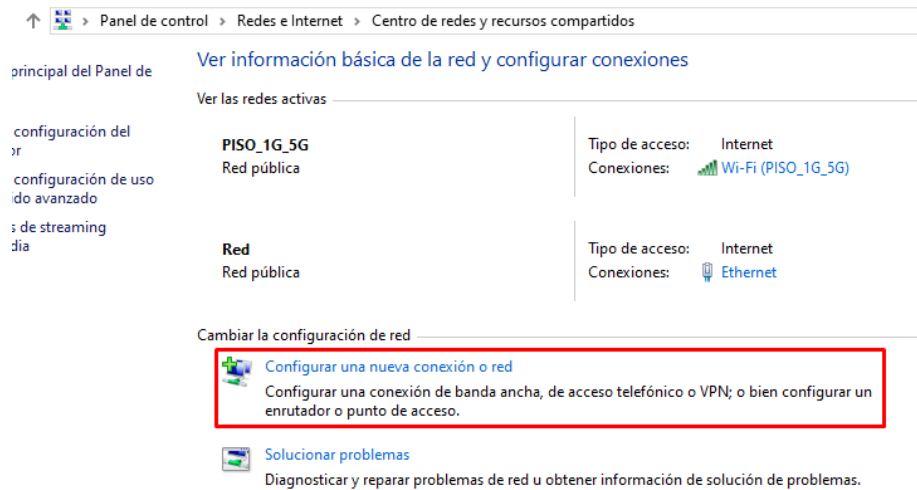 Panel de control > Redes e Internet > Centro de redes y recursos compartidos
principal del Panel de
configuración del
or
configuración de uso
ido avanzado
s de streaming
dia
Ver información básica de la red y configurar conexiones
Ver las redes activas
PISO_1G_5G
Red pública
Tipo de acceso: Internet
Conexiones: Wi-Fi (PISO_1G_5G)
Red
Red pública
Tipo de acceso: Internet
Conexiones: Ethernet
Cambiar la configuración de red
Configurar una nueva conexión o red
Configurar una conexión de banda ancha, de acceso telefónico o VPN; o bien configurar un
enrutador o punto de acceso.
Solucionar problemas
Diagnosticar y reparar problemas de red u obtener información de solución de problemas.